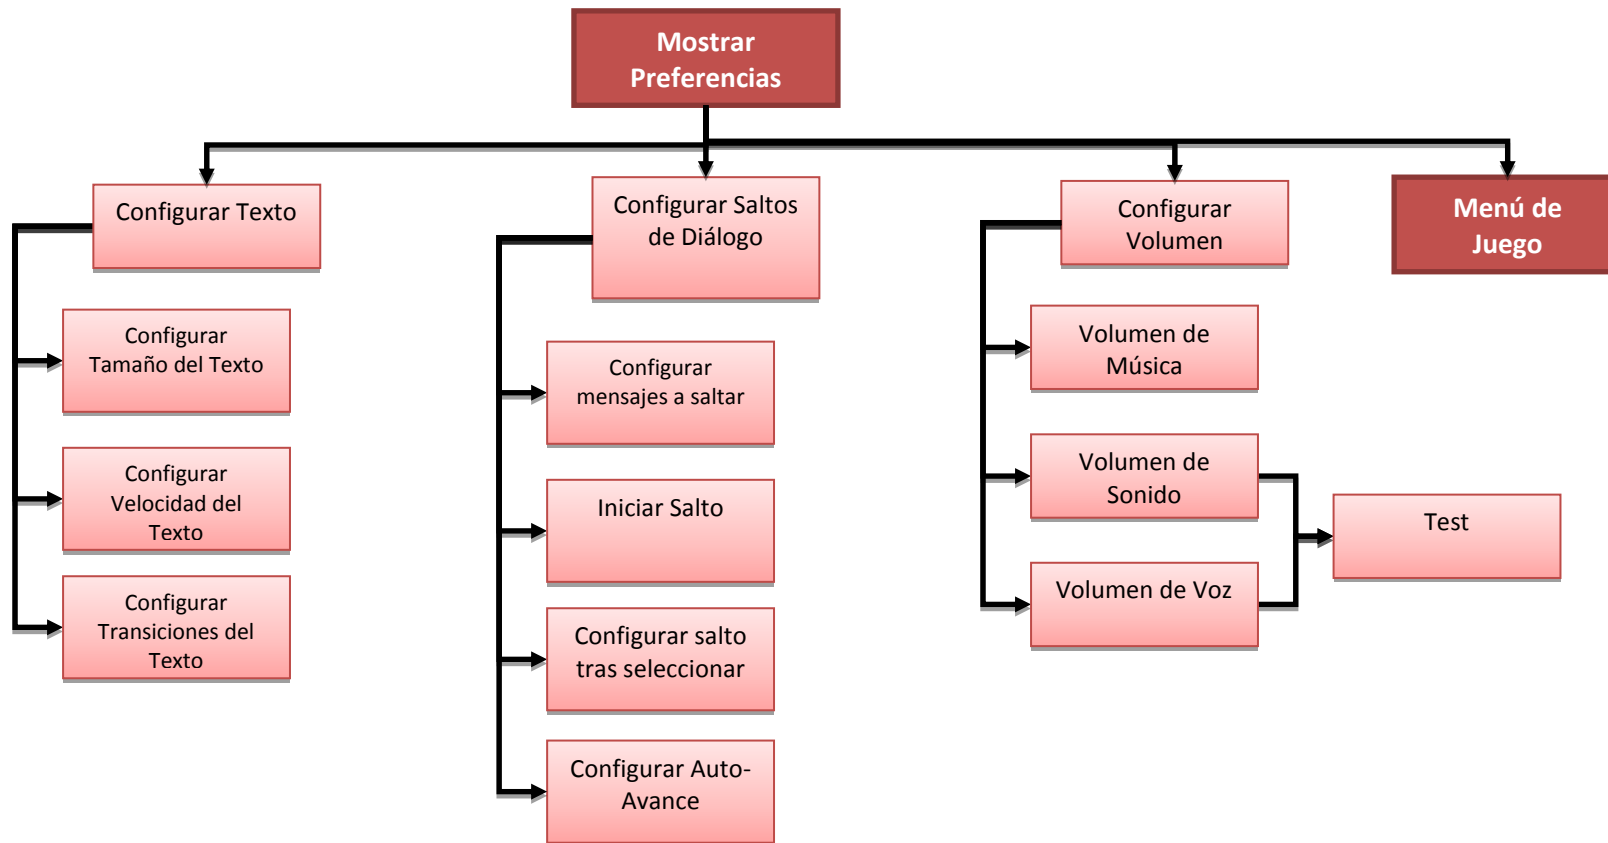 Mostrar
Preferencias
Configurar Texto
Configurar
Tamaño del Texto
Configurar
Velocidad del
Texto
Configurar
Transiciones del
Texto
Configurar Saltos
de Diálogo
Configurar
mensajes a saltar
Iniciar Salto
Configurar salto
tras seleccionar
Configurar Auto-
Avance
Configurar
Volumen
Volumen de
Música
Volumen de
Sonido
Volumen de Voz
Test
Menú de
Juego